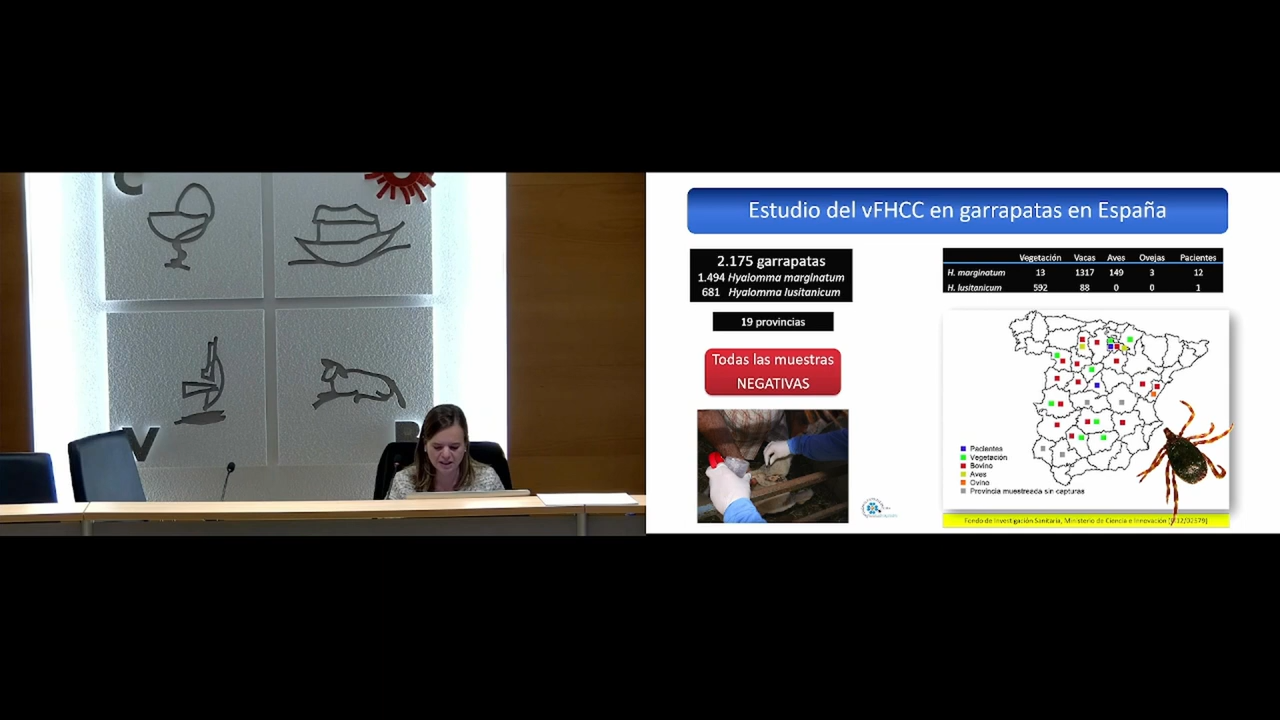 C
V
Estudio del vFHCC en garrapatas en España
2.175 garrapatas
1.494 Hyalomma marginatum
681 Hyalomma lusitanicum
19 provincias
Todas las muestras
NEGATIVAS
Vegetación Vacas Aves Ovejas Pacientes
H. marginatum 13 1317 149 3 12
H. lusitanicum 592 88 0 0 1
Pacientes
Vegetación
Bovino
Aves
Ovino
Provincia muestreada sin capturas
Fondo de Investigación Sanitaria, Ministerio de Ciencia e Innovación